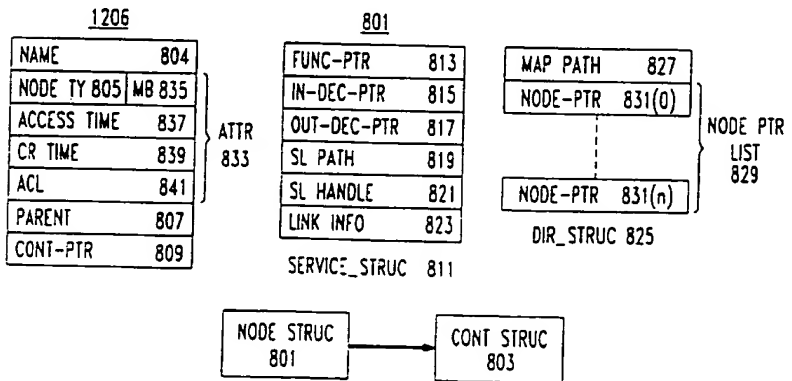 1206
NAME 804
NODE TY 805 MB 835
ACCESS TIME 837
CR TIME 839
ACL 841
PARENT 807
CONT-PTR 809
ATTR
833
801
FUNC-PTR 813
IN-DEC-PTR 815
OUT-DEC-PTR 817
SL PATH 819
SL HANDLE 821
LINK INFO 823
SERVICE_STRUC 811
MAP PATH 827
NODE-PTR 831(0)
NODE-PTR 831(n)
DIR_STRUC 825
NODE PTR
LIST
829
NODE STRUC
801
CONT STRUC
803